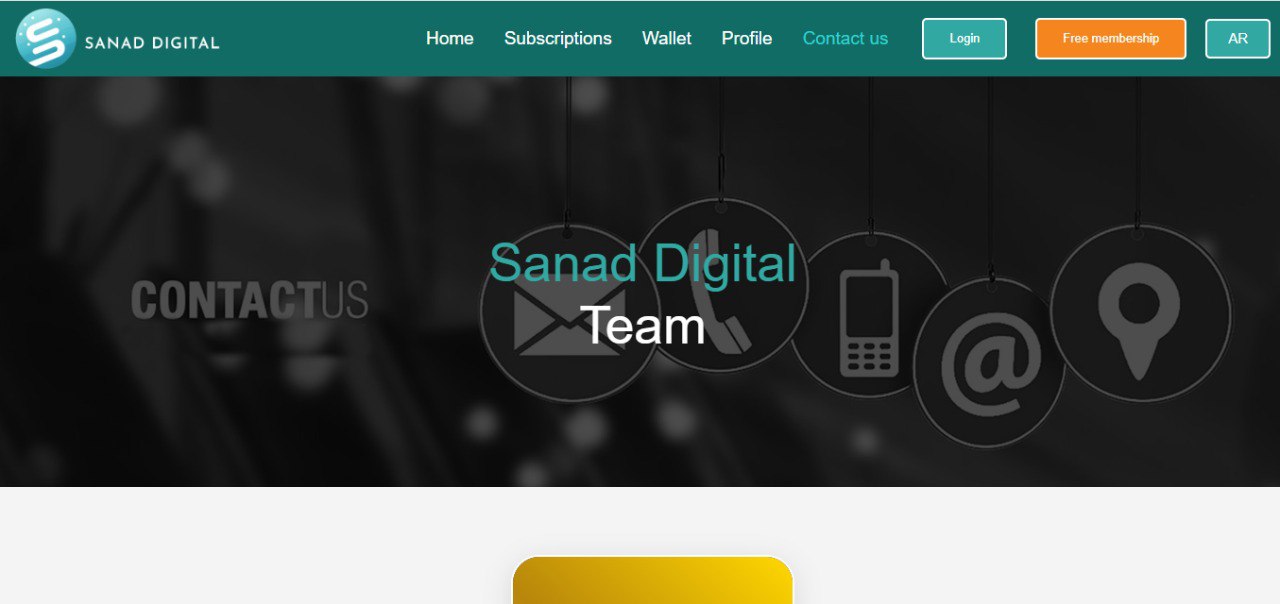 SANAD DIGITAL
Home
Subscriptions
Wallet
Profile
Contact us
Login
Free membership
AR
CONTACTUS
Sanad Digital
Team
@